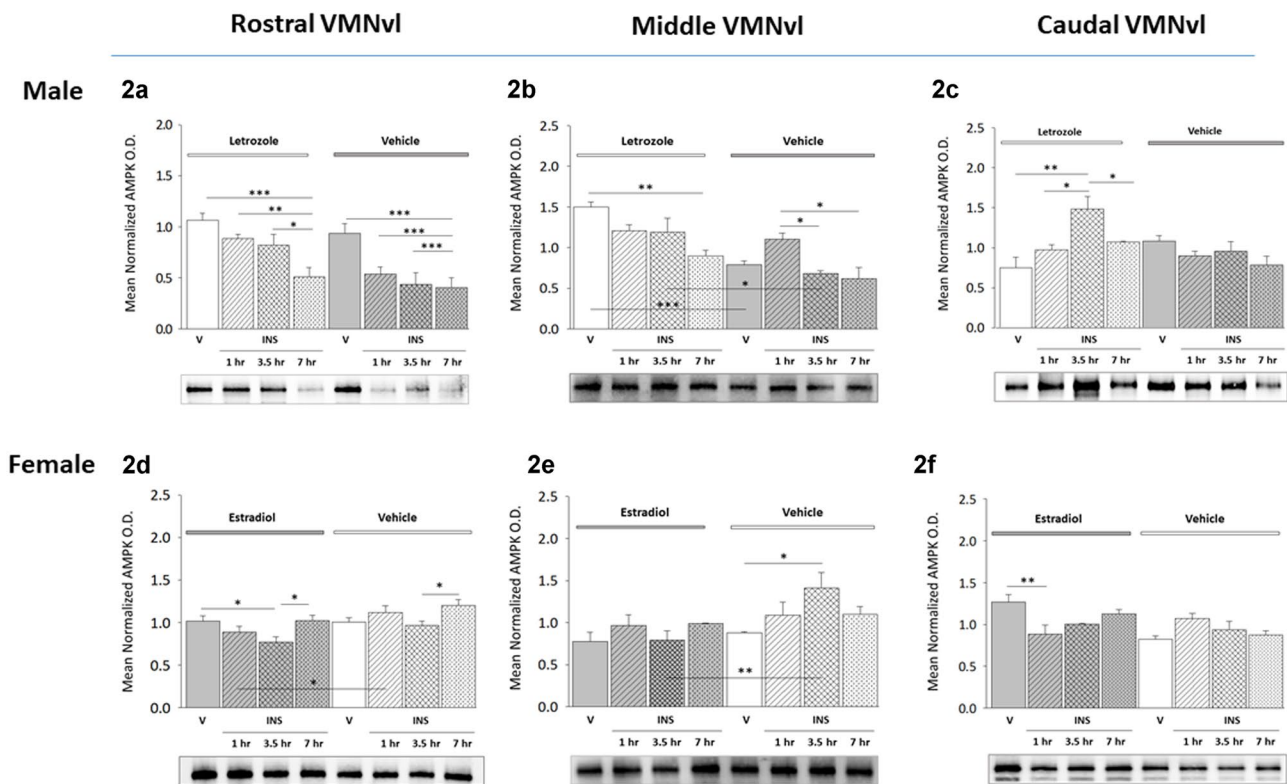 Rostral VMNvl Middle VMNvl Caudal VMNvl
Male
2a
Mean Normalized AMPK O.D.
2.0
1.5
1.0
0.5
0.0
Letrozole Vehicle
***
**
*
***
***
***
V INS V INS
1 hr 3.5 hr 7 hr 1 hr 3.5 hr 7 hr
2b
Mean Normalized AMPK O.D.
2.5
2.0
1.5
1.0
0.5
0.0
Letrozole Vehicle
**
*
*
*
***
V INS V INS
1 hr 3.5 hr 7 hr 1 hr 3.5 hr 7 hr
2c
Mean Normalized AMPK O.D.
2.5
2.0
1.5
1.0
0.5
0.0
Letrozole Vehicle
**
*
*
V INS V INS
1 hr 3.5 hr 7 hr 1 hr 3.5 hr 7 hr
Female
2d
Mean Normalized AMPK O.D.
2.5
2.0
1.5
1.0
0.5
0.0
Estradiol Vehicle
*
*
*
*
V INS V INS
1 hr 3.5 hr 7 hr 1 hr 3.5 hr 7 hr
2e
Mean Normalized AMPK O.D.
2.5
2.0
1.5
1.0
0.5
0.0
Estradiol Vehicle
*
**
V INS V INS
1 hr 3.5 hr 7 hr 1 hr 3.5 hr 7 hr
2f
Mean Normalized AMPK O.D.
2.5
2.0
1.5
1.0
0.5
0.0
Estradiol Vehicle
**
V INS V INS
1 hr 3.5 hr 7 hr 1 hr 3.5 hr 7 hr